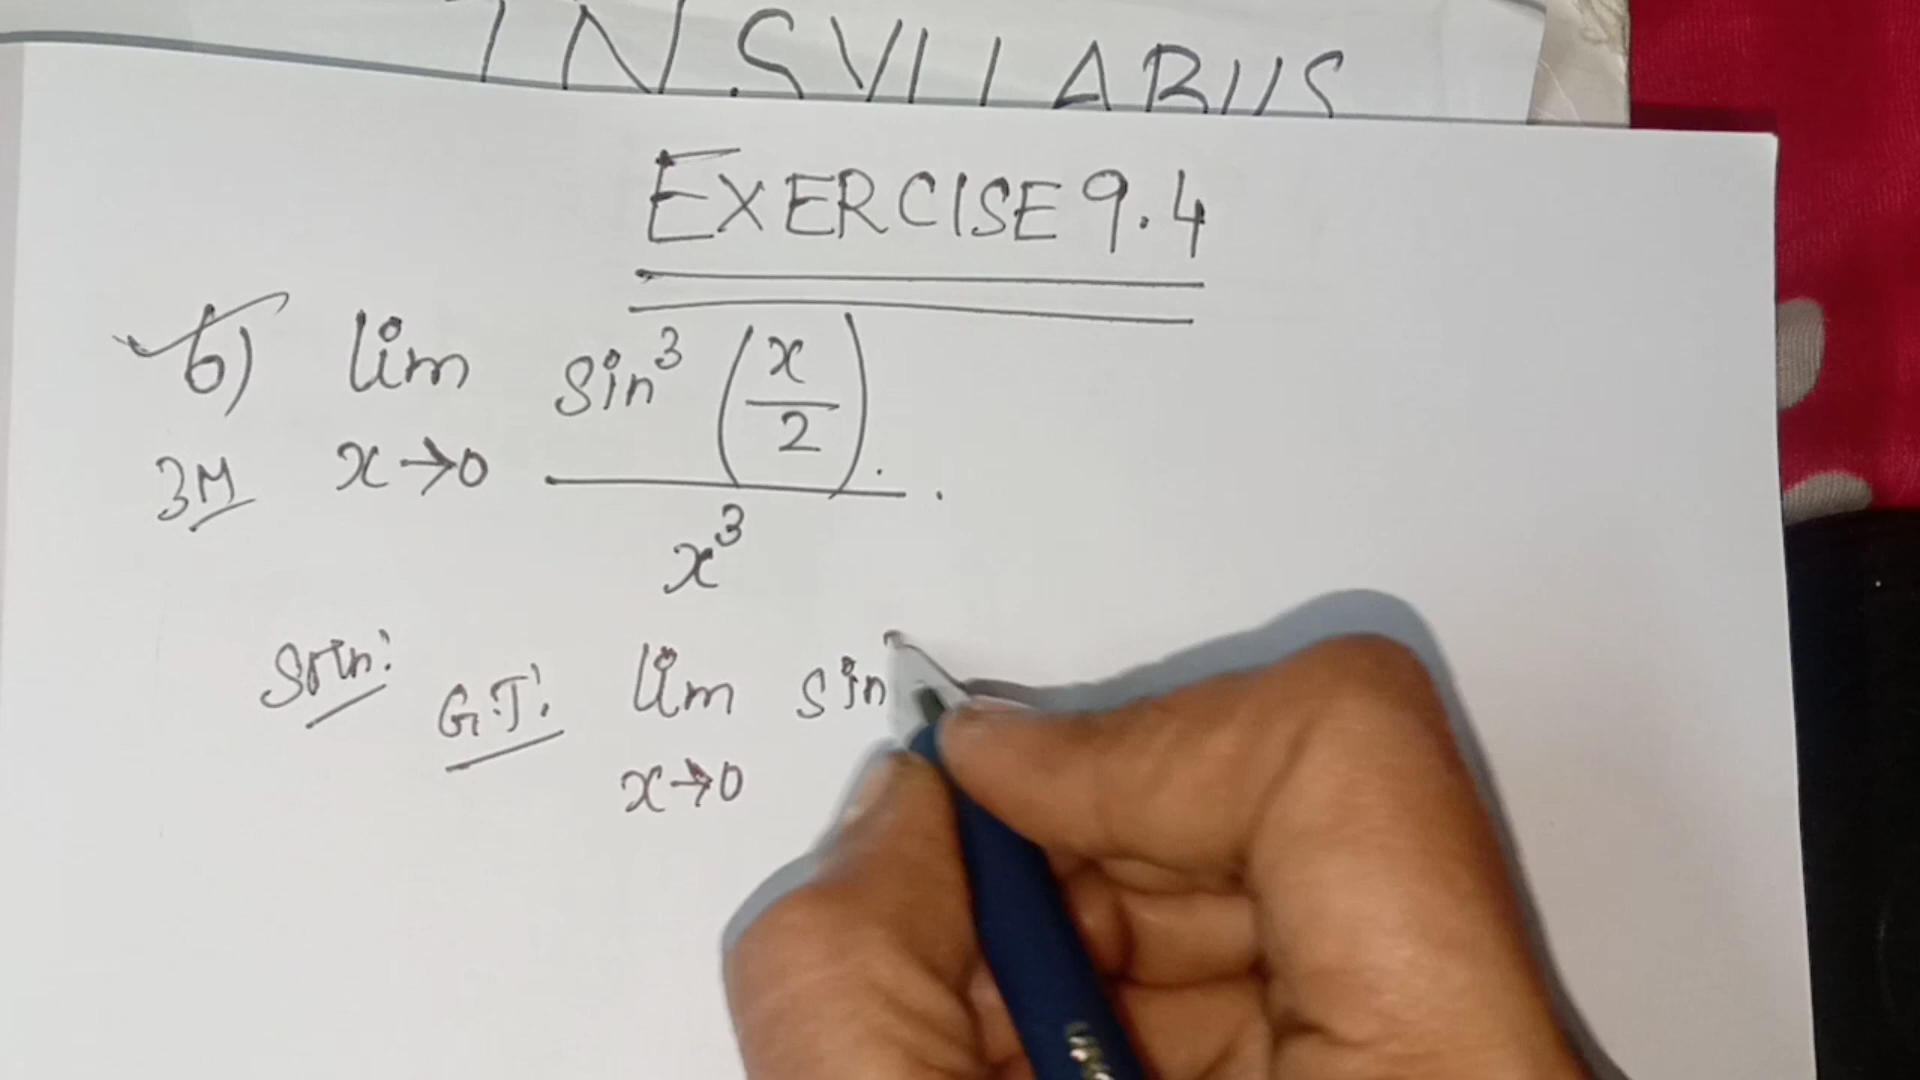 IN SYLLABUS
EXERCISE 9.4
6) lim x→0 sin³ (x/2) / x³.
3M
Soln:
G.T: lim x→0 sin